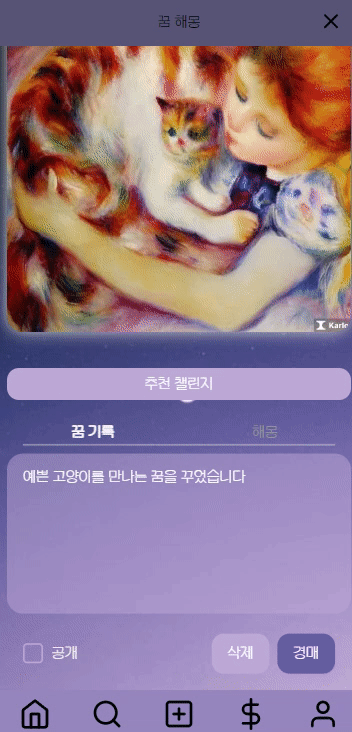 꿈 해몽
Karlo
추천 챌린지
꿈 기록
해몽
예쁜 고양이를 만나는 꿈을 꾸었습니다
공개
삭제
경매